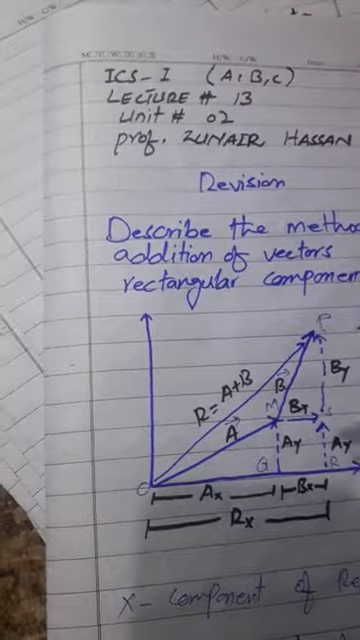 H/W C/W
H/W C/W
ICS-I (A,B,C)
LECTURE # 13
Unit # 02
prof. ZUNAIR HASSAN
Revision
Describe the metho
addition of vectors
rectangular componen
P
R = A+B
B
By
M
Bx
S
A
Ay
Ay
O
Q
R
Ax
Bx
Rx
X- Component of Re